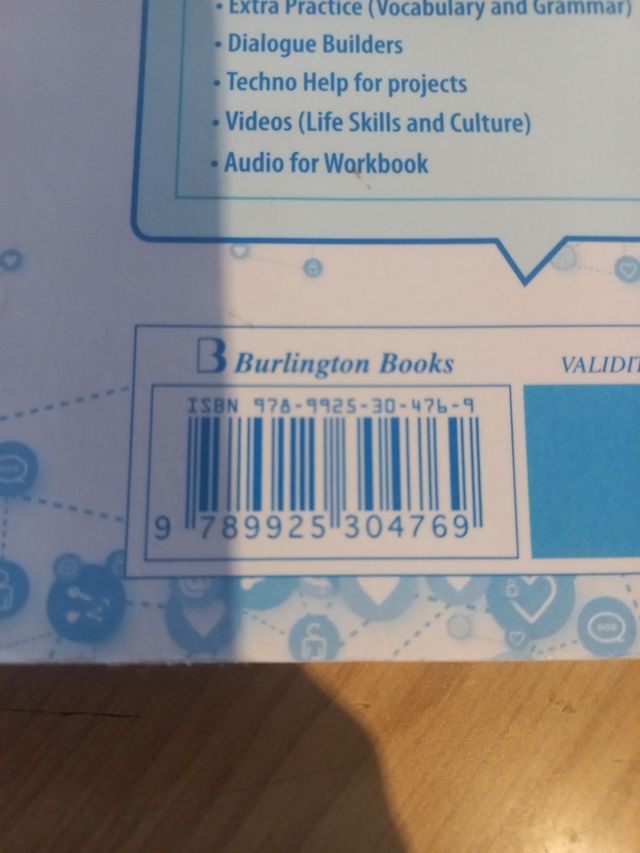 • Extra Practice (Vocabulary and Grammar)
• Dialogue Builders
• Techno Help for projects
• Videos (Life Skills and Culture)
• Audio for Workbook
B Burlington Books
VALIDIT
ISBN 978-9925-30-476-9
9 789925 304769